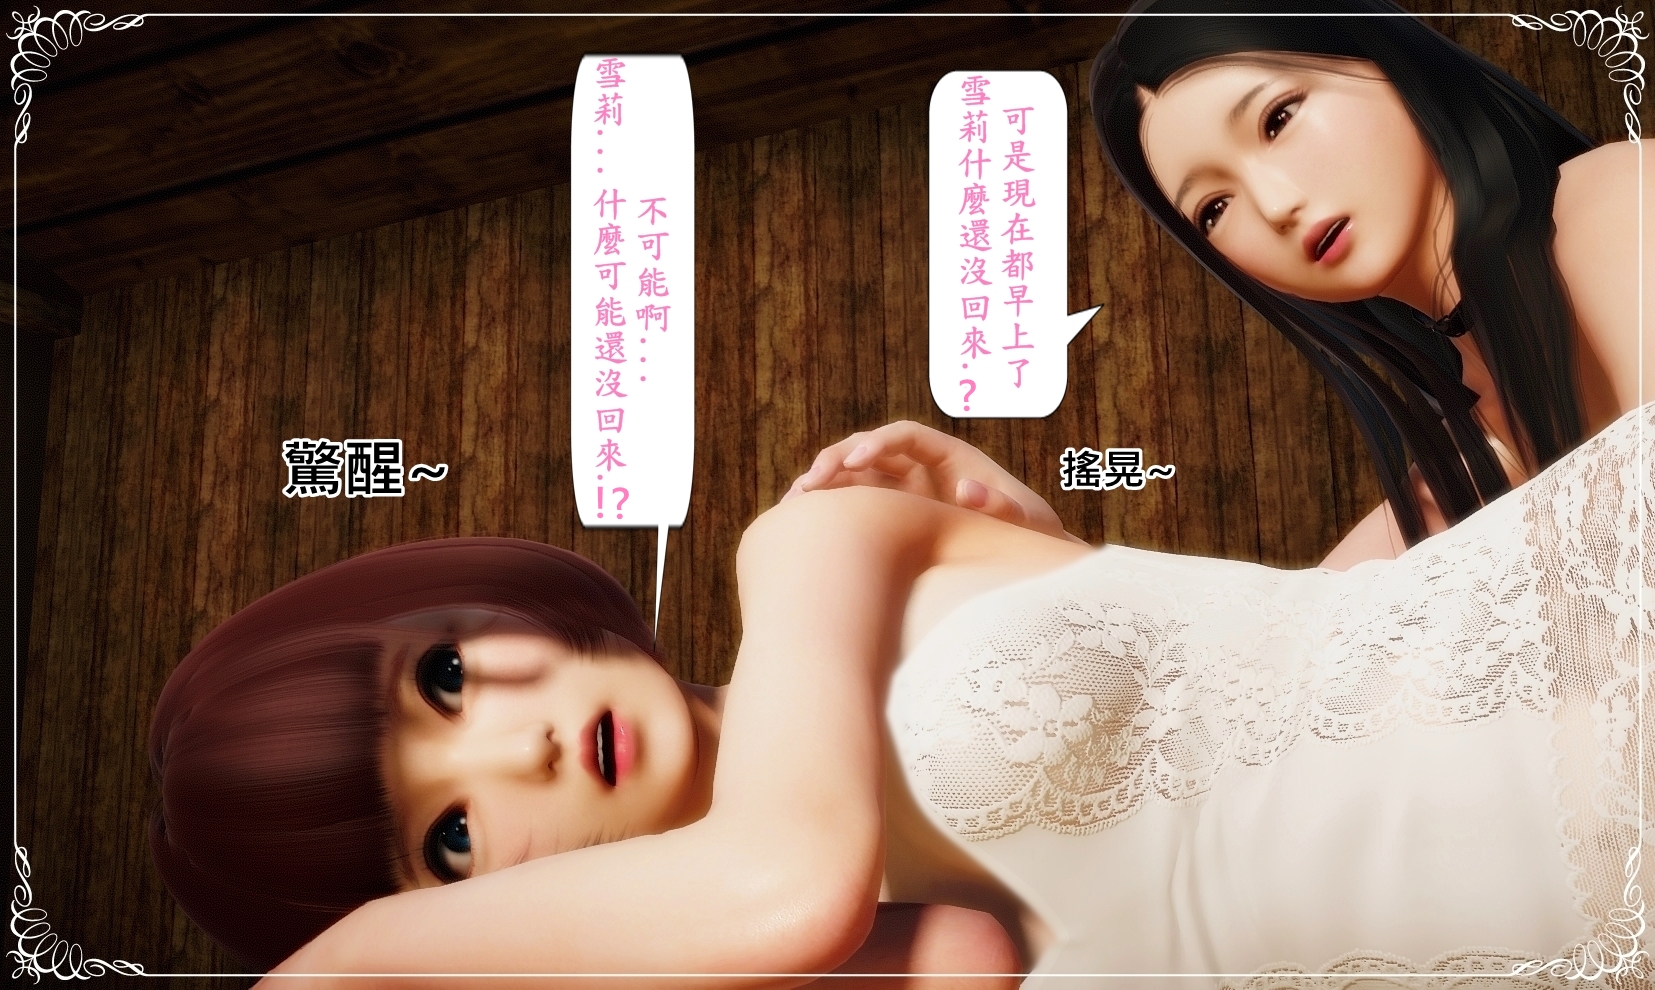 可是現在都早上了
雪莉什麼還沒回來.?
搖晃~
不可能啊...
雪莉...什麼可能還沒回來.!?
驚醒~